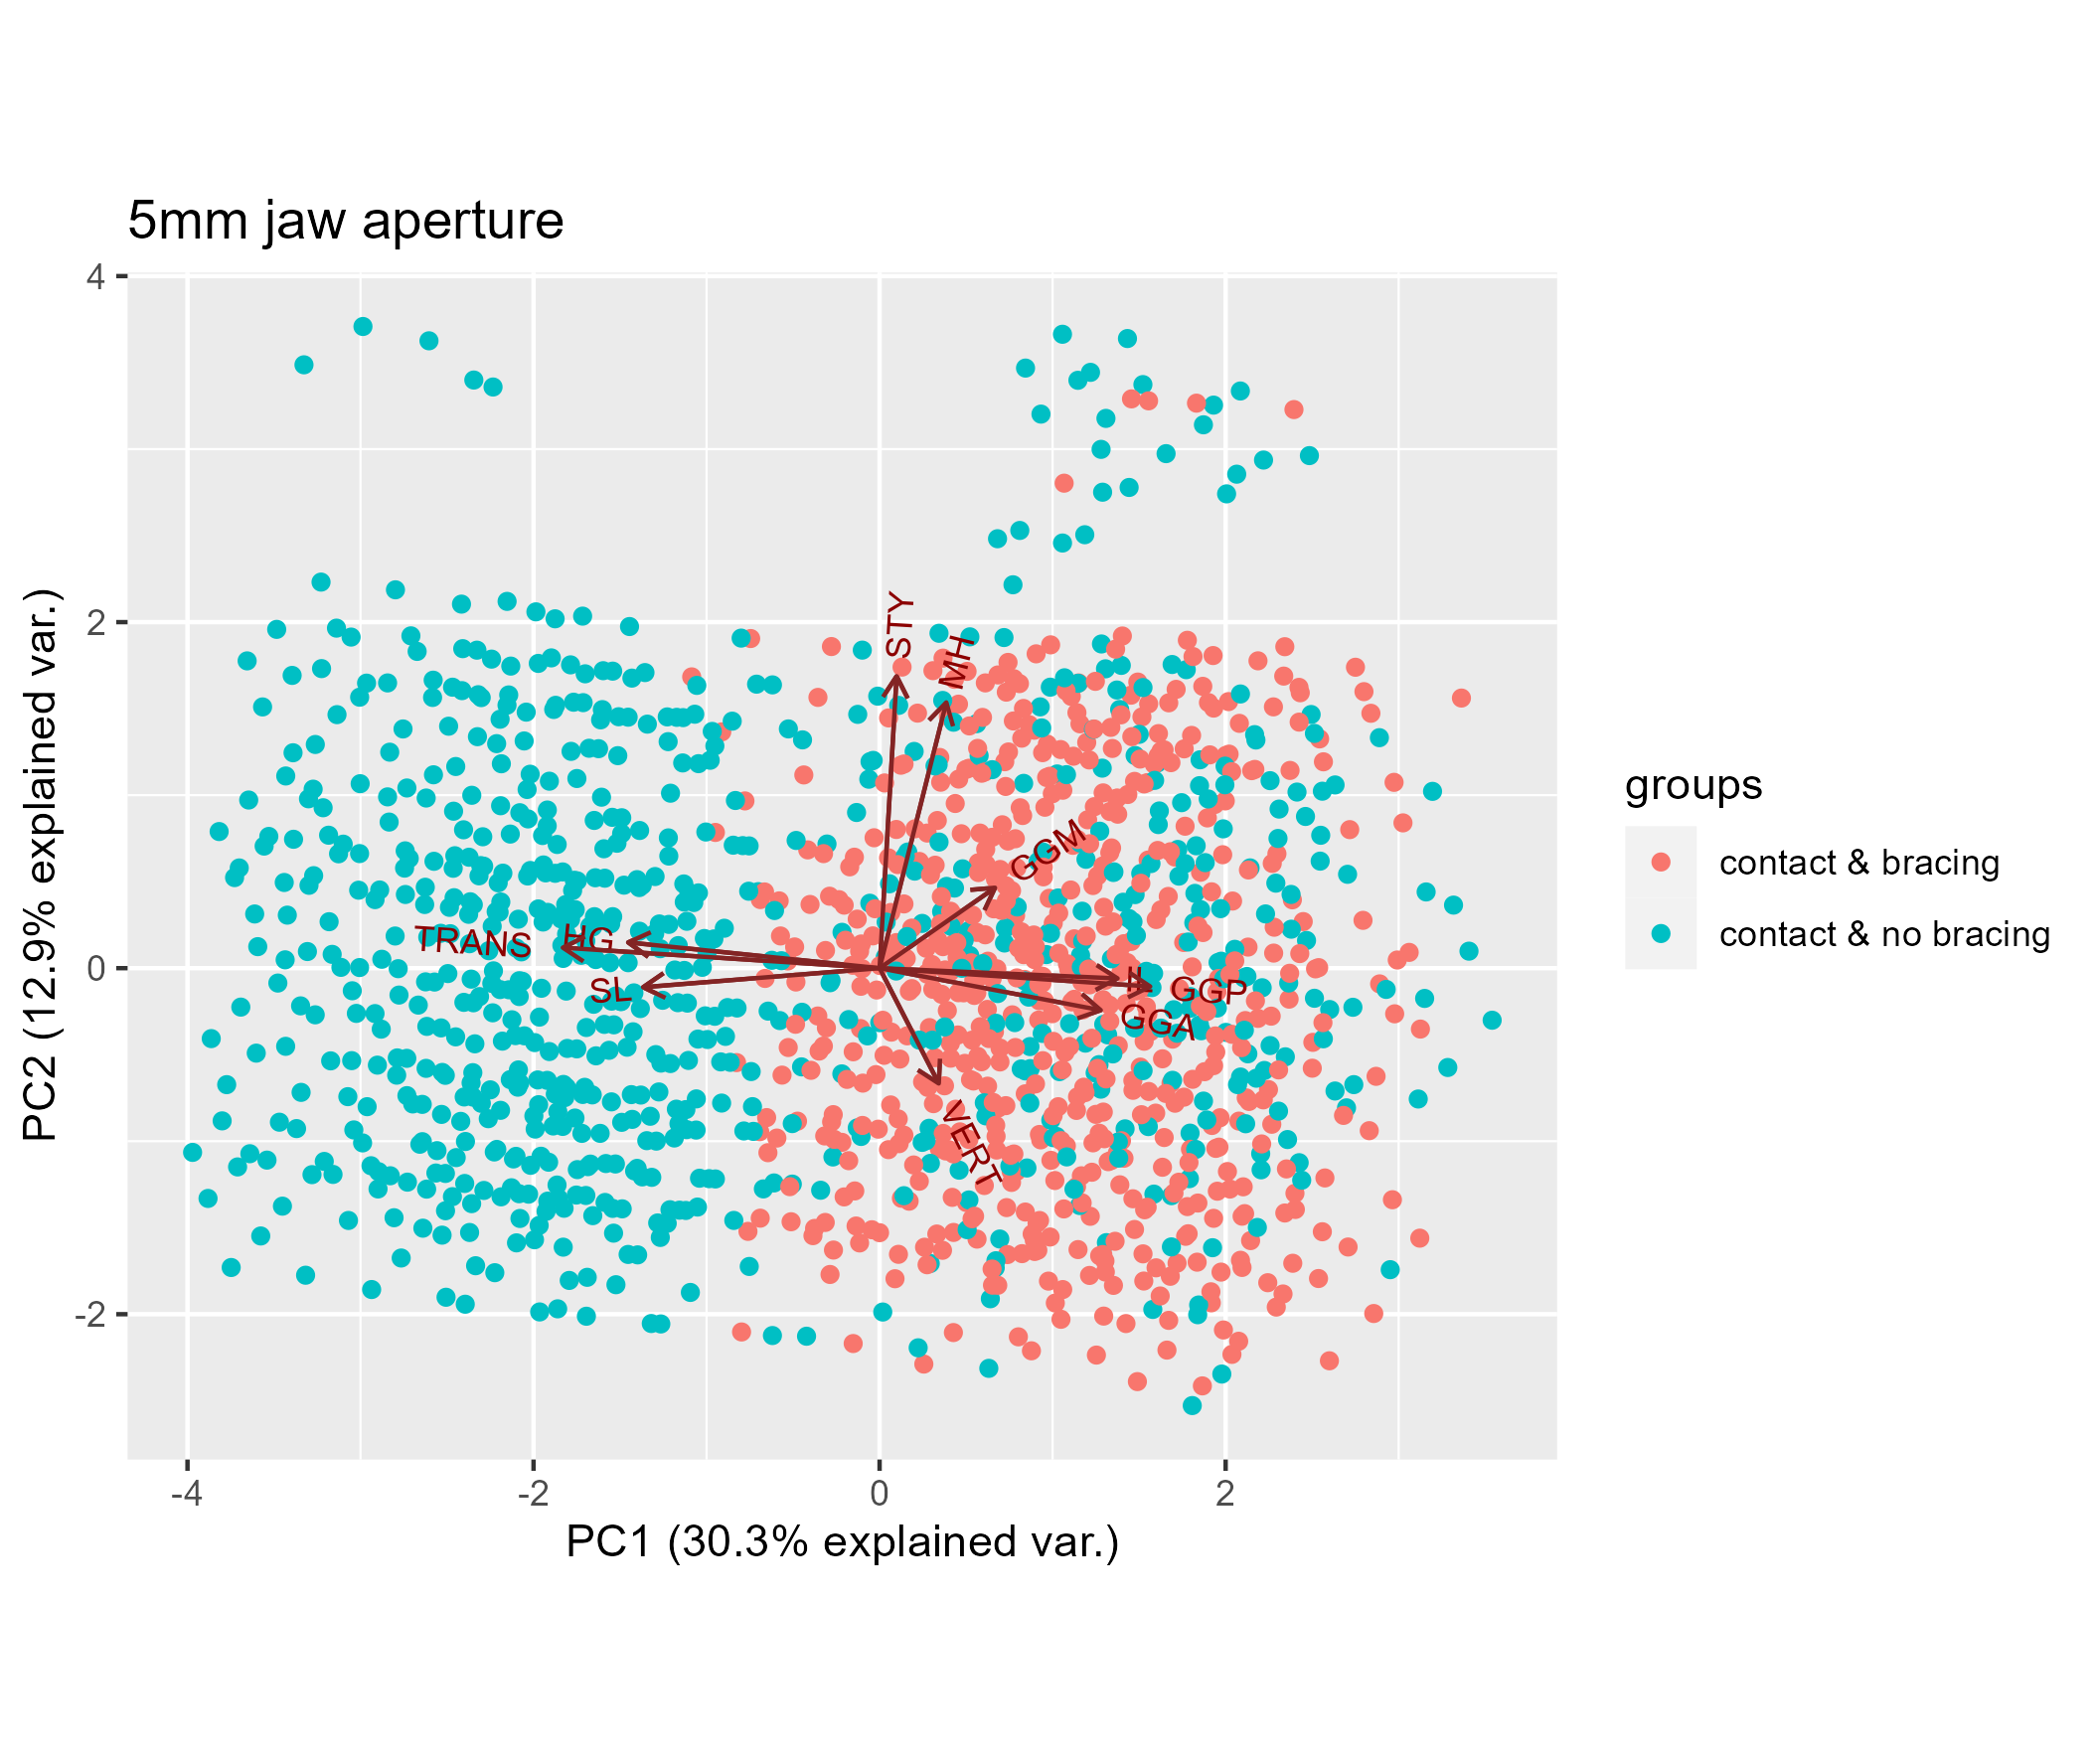 5mm jaw aperture
4
2
0
-2
-4
-2
0
2
PC2 (12.9% explained var.)
PC1 (30.3% explained var.)
STY
MH
GGM
TRANS
HG
SL
GGP
GGA
VERT
groups
contact & bracing
contact & no bracing